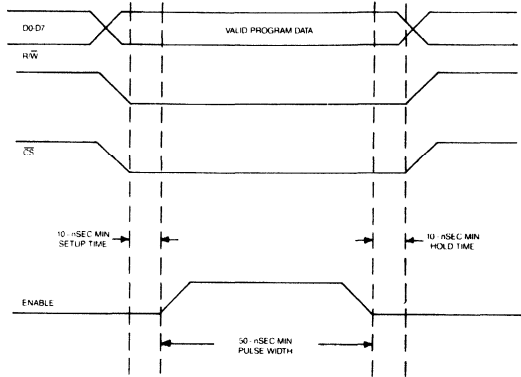 D0-D7
VALID PROGRAM DATA
R/W̅
C̅S̅
10-nSEC MIN
SETUP TIME
10-nSEC MIN
HOLD TIME
ENABLE
50-nSEC MIN
PULSE WIDTH